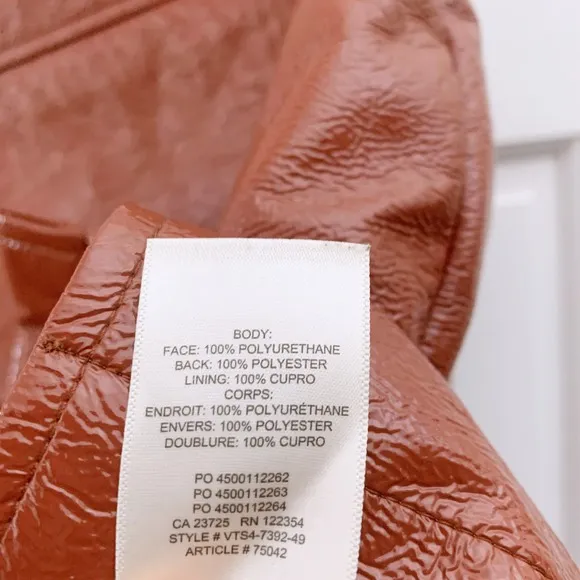 BODY:
FACE: 100% POLYURETHANE
BACK: 100% POLYESTER
LINING: 100% CUPRO
CORPS:
ENDROIT: 100% POLYURÉTHANE
ENVERS: 100% POLYESTER
DOUBLURE: 100% CUPRO
PO 4500112262
PO 4500112263
PO 4500112264
CA 23725 RN 122354
STYLE # VTS4-7392-49
ARTICLE # 75042